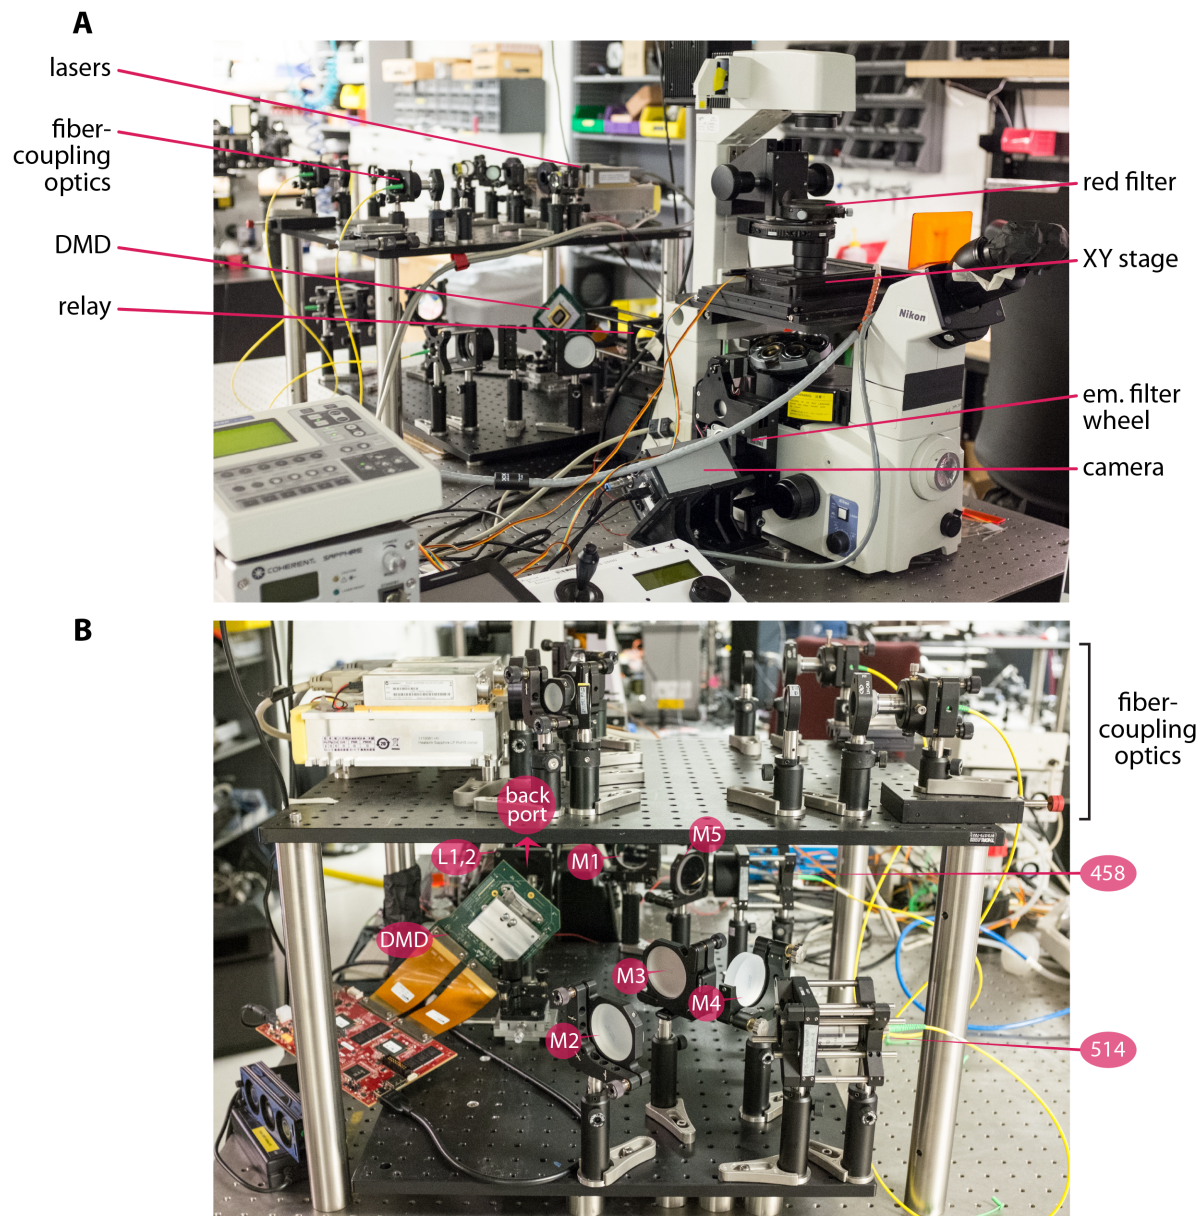 A
lasers
fiber-
coupling
optics
DMD
relay
red filter
XY stage
em. filter
wheel
camera
Nikon
COHERENT. SAPPHIRE
B
fiber-
coupling
optics
back
port
M5
L1,2
M1
458
DMD
M3
M4
M2
514